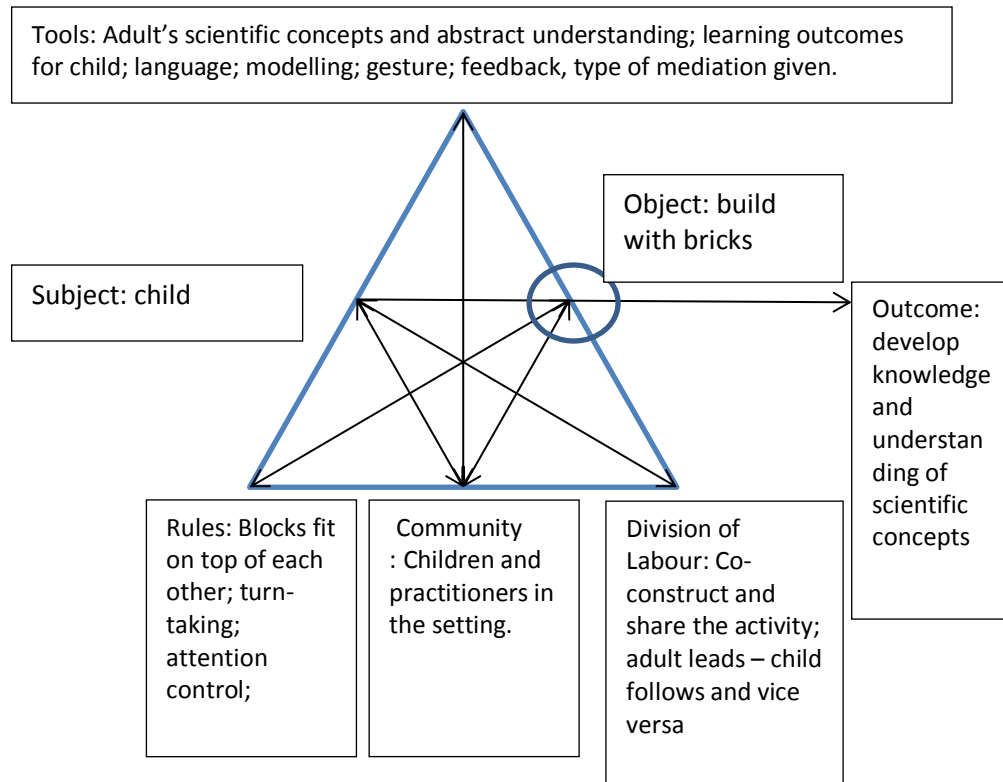 Tools: Adult’s scientific concepts and abstract understanding; learning outcomes
for child; language; modelling; gesture; feedback, type of mediation given.
Object: build
with bricks
Subject: child
Outcome:
develop
knowledge
and
understan
ding of
scientific
concepts
Rules: Blocks fit
on top of each
other; turn-
taking;
attention
control;
Community
: Children and
practitioners in
the setting.
Division of
Labour: Co-
construct and
share the activity;
adult leads – child
follows and vice
versa